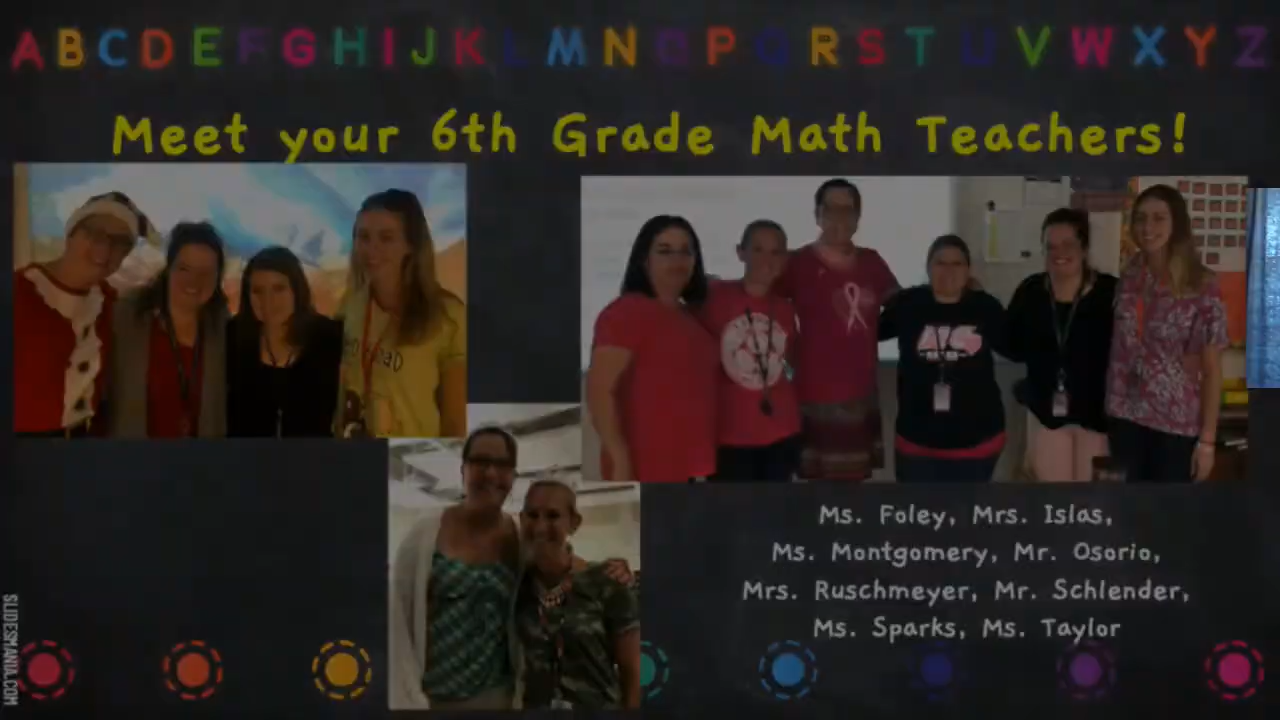 ABCDEFGHIJKLMNOPQRSTUVWXYZ
Meet your 6th Grade Math Teachers!
Ms. Foley, Mrs. Islas,
Ms. Montgomery, Mr. Osorio,
Mrs. Ruschmeyer, Mr. Schlender,
Ms. Sparks, Ms. Taylor
SLIDESMANIA.COM